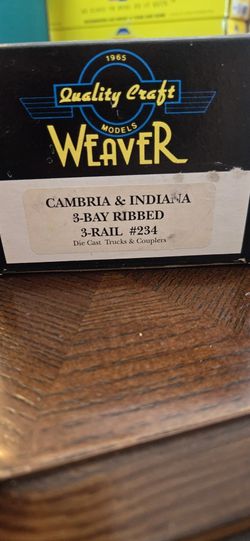 1965
Quality Craft
MODELS
WEAVER
CAMBRIA & INDIANA
3-BAY RIBBED
3-RAIL #234
Die Cast Trucks & Couplers